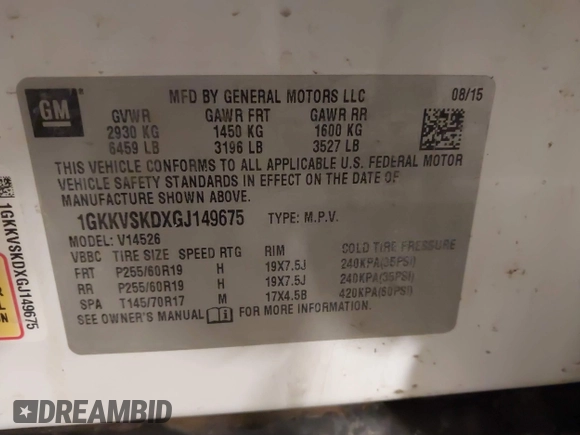 GM
MFD BY GENERAL MOTORS LLC 08/15
GVWR GAWR FRT GAWR RR
2930 KG 1450 KG 1600 KG
6459 LB 3196 LB 3527 LB
THIS VEHICLE CONFORMS TO ALL APPLICABLE U.S. FEDERAL MOTOR
VEHICLE SAFETY STANDARDS IN EFFECT ON THE DATE OF
MANUFACTURE SHOWN ABOVE.
1GKKVSKDXGJ149675 TYPE: M.P.V.
MODEL: V14526
VBBC TIRE SIZE SPEED RTG RIM COLD TIRE PRESSURE
FRT P255/60R19 H 19X7.5J 240KPA(35PSI)
RR P255/60R19 H 19X7.5J 240KPA(35PSI)
SPA T145/70R17 M 17X4.5B 420KPA(60PSI)
SEE OWNER'S MANUAL FOR MORE INFORMATION.
1GKKVSKDXGJ149675
DREAMBID